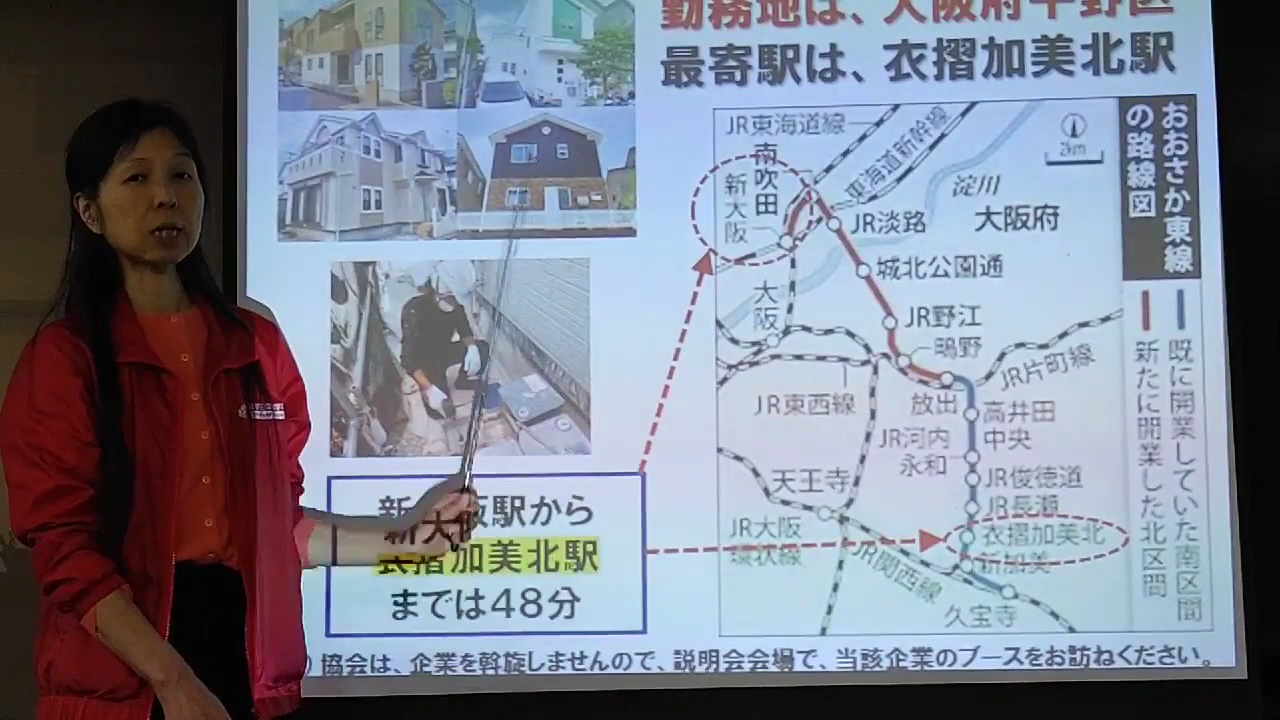 勤務地は、大阪府平野区
最寄駅は、衣摺加美北駅
おおさか東線
の路線図
既に開業していた南区間
新たに開業した北区間
2km
JR東海道線
東海道新幹線
南吹田
新大阪
淀川
大阪府
JR淡路
城北公園通
大阪
JR野江
鴫野
JR片町線
JR東西線
放出
高井田
中央
JR河内
永和
天王寺
JR俊徳道
JR長瀬
衣摺加美北
新加美
JR大阪
環状線
JR関西線
久宝寺
新大阪駅から
衣摺加美北駅
までは48分
協会は、企業を斡旋しませんので、説明会会場で、当該企業のブースをお訪ねください。